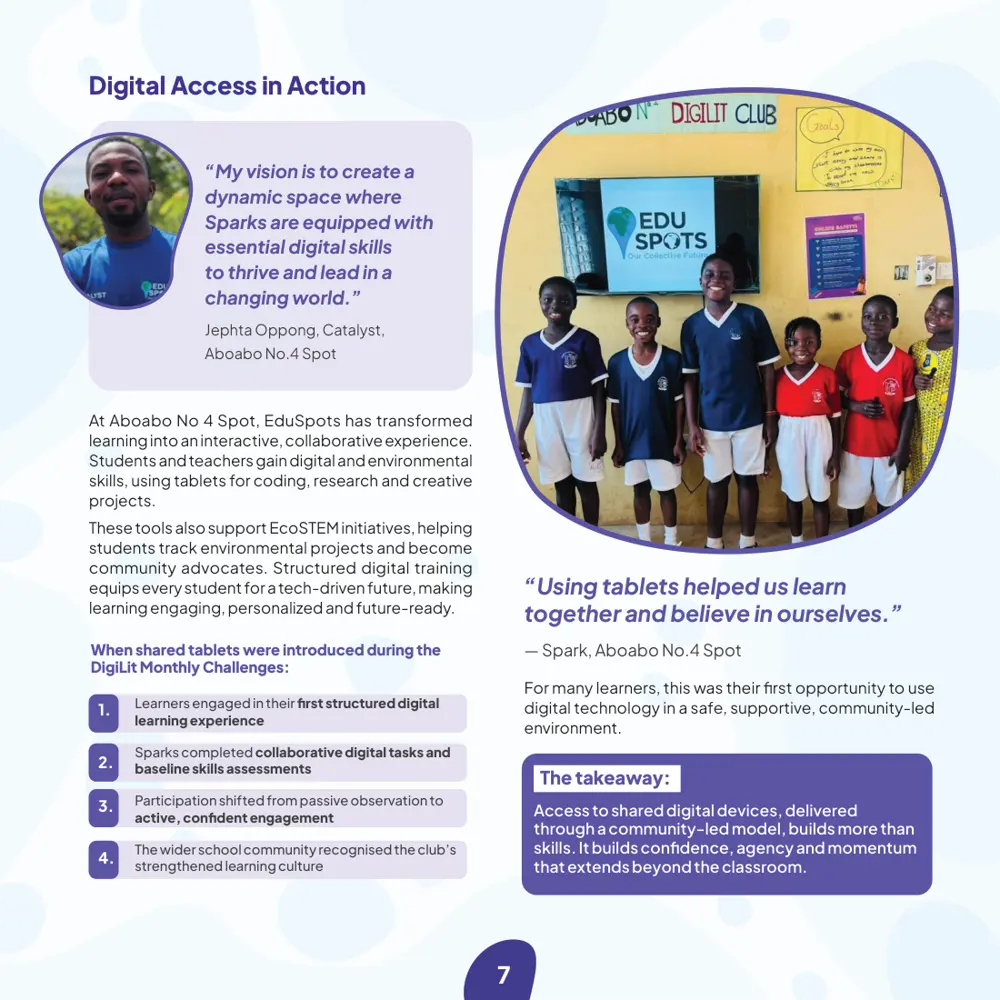 Digital Access in Action
“My vision is to create a
dynamic space where
Sparks are equipped with
essential digital skills
to thrive and lead in a
changing world.”
Jephta Oppong, Catalyst,
Aboabo No.4 Spot
At Aboabo No 4 Spot, EduSpots has transformed
learning into an interactive, collaborative experience.
Students and teachers gain digital and environmental
skills, using tablets for coding, research and creative
projects.
These tools also support EcoSTEM initiatives, helping
students track environmental projects and become
community advocates. Structured digital training
equips every student for a tech-driven future, making
learning engaging, personalized and future-ready.
When shared tablets were introduced during the
DigiLit Monthly Challenges:
1.
Learners engaged in their first structured digital
learning experience
2.
Sparks completed collaborative digital tasks and
baseline skills assessments
3.
Participation shifted from passive observation to
active, confident engagement
4.
The wider school community recognised the club’s
strengthened learning culture
DIGILIT CLUB
Goals
EDU
SPOTS
Our Collective Future
ONLINE SAFETY
“Using tablets helped us learn
together and believe in ourselves.”
— Spark, Aboabo No.4 Spot
For many learners, this was their first opportunity to use
digital technology in a safe, supportive, community-led
environment.
The takeaway:
Access to shared digital devices, delivered
through a community-led model, builds more than
skills. It builds confidence, agency and momentum
that extends beyond the classroom.
7